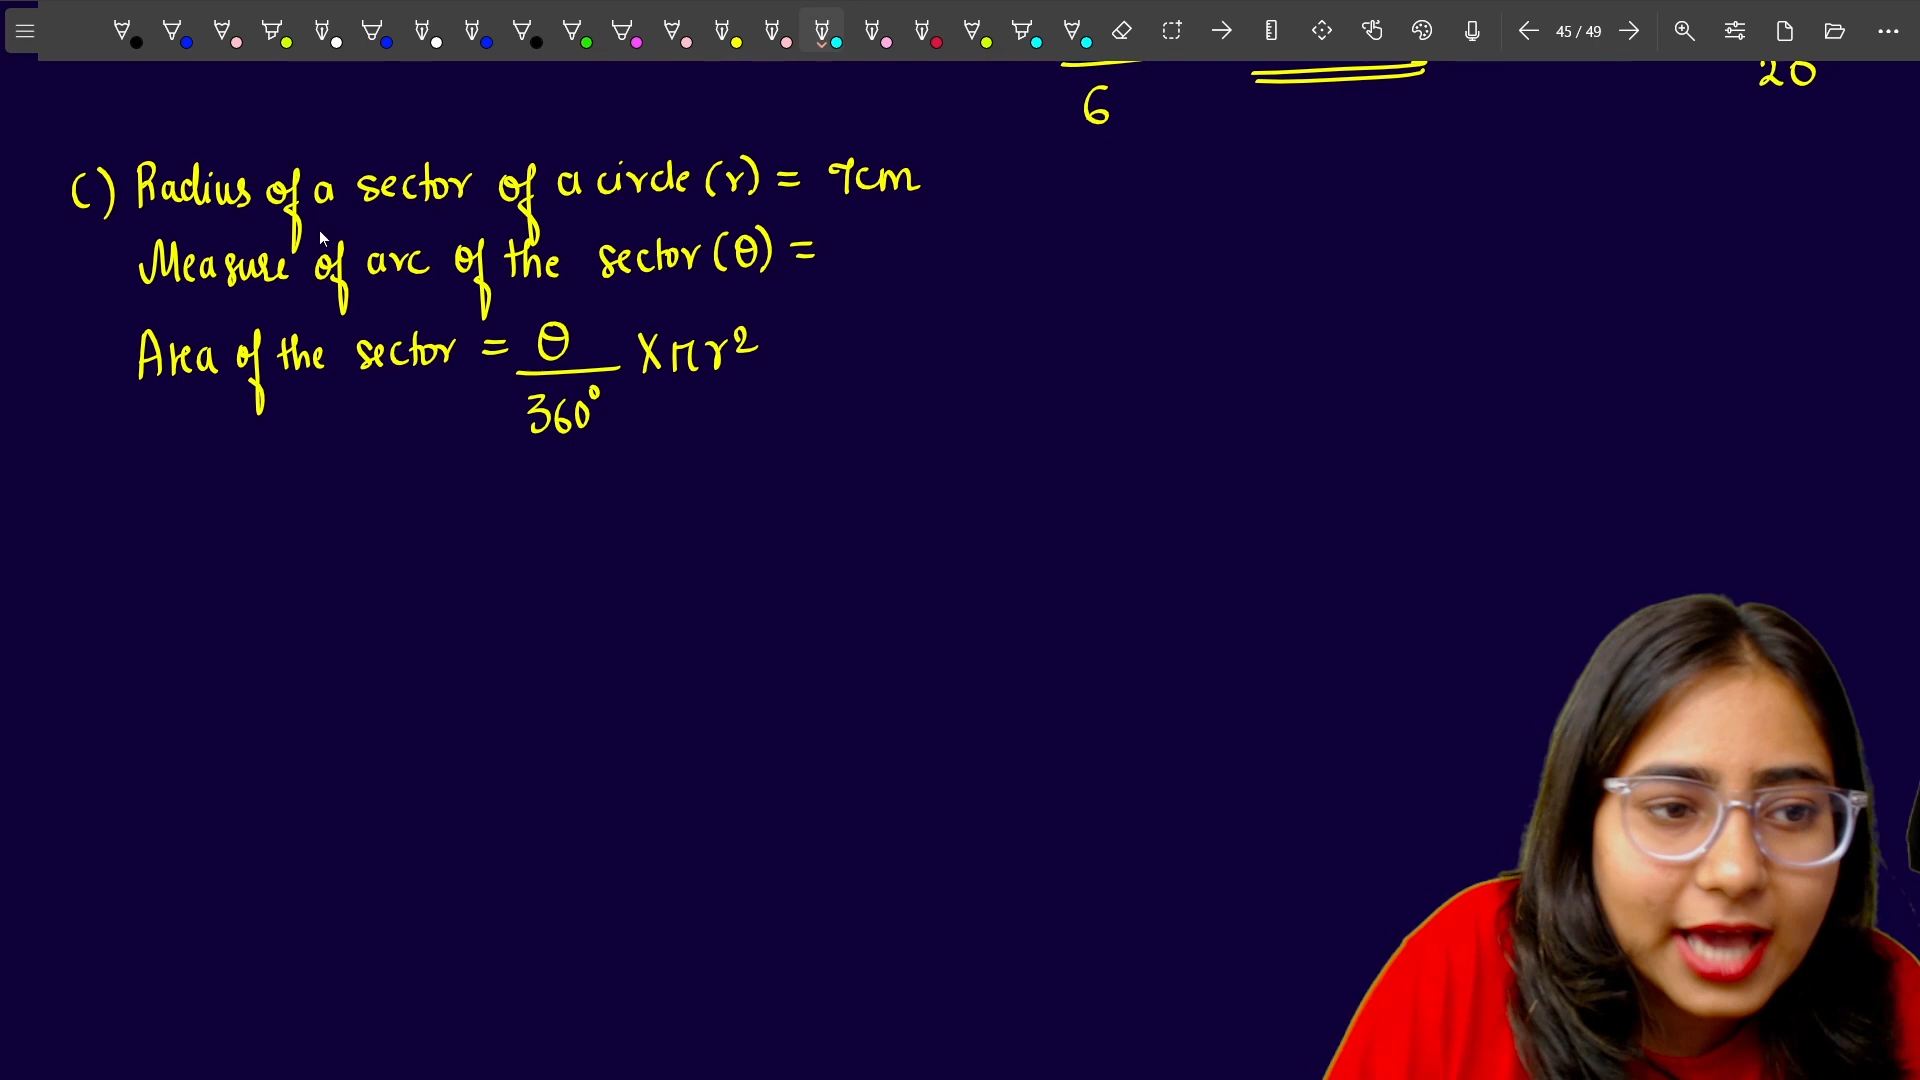 45 / 49
6
20
C) Radius of a sector of a circle (r) = 7cm
Measure of arc of the sector (θ) =
Area of the sector = θ/360° × πr²